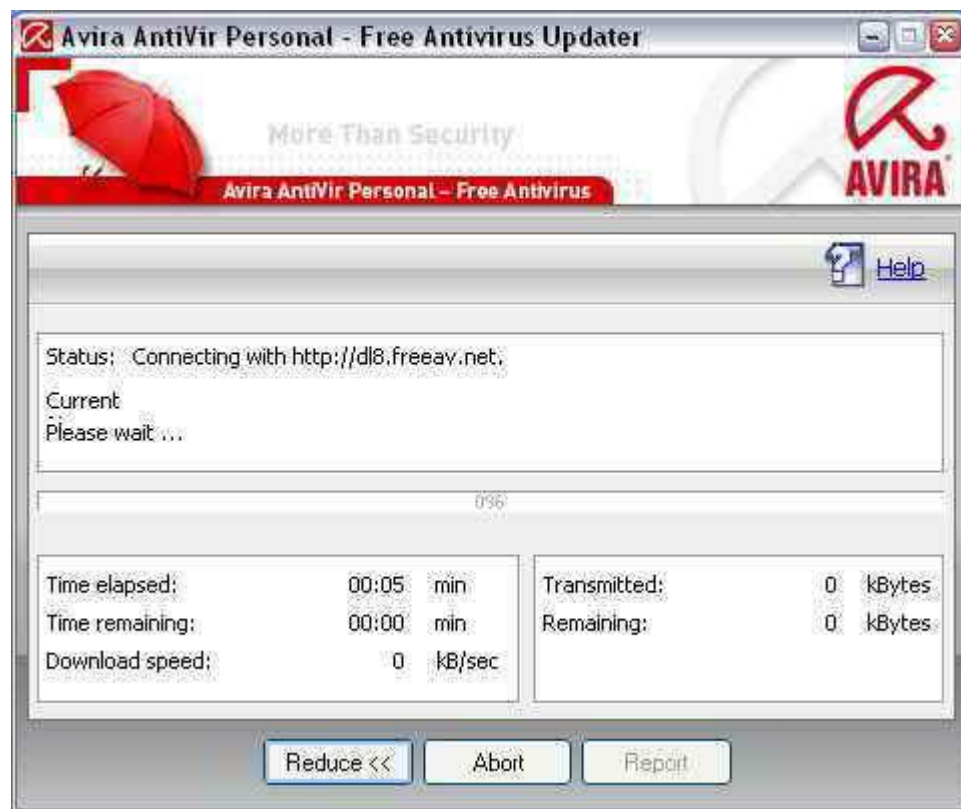 Avira AntiVir Personal - Free Antivirus Updater
More Than Security
Avira AntiVir Personal – Free Antivirus
AVIRA
Help
Status: Connecting with http://dl8.freeav.net.
Current
Please wait ...
0%
Time elapsed: 00:05 min
Time remaining: 00:00 min
Download speed: 0 kB/sec
Transmitted: 0 kBytes
Remaining: 0 kBytes
Reduce << Abort Report